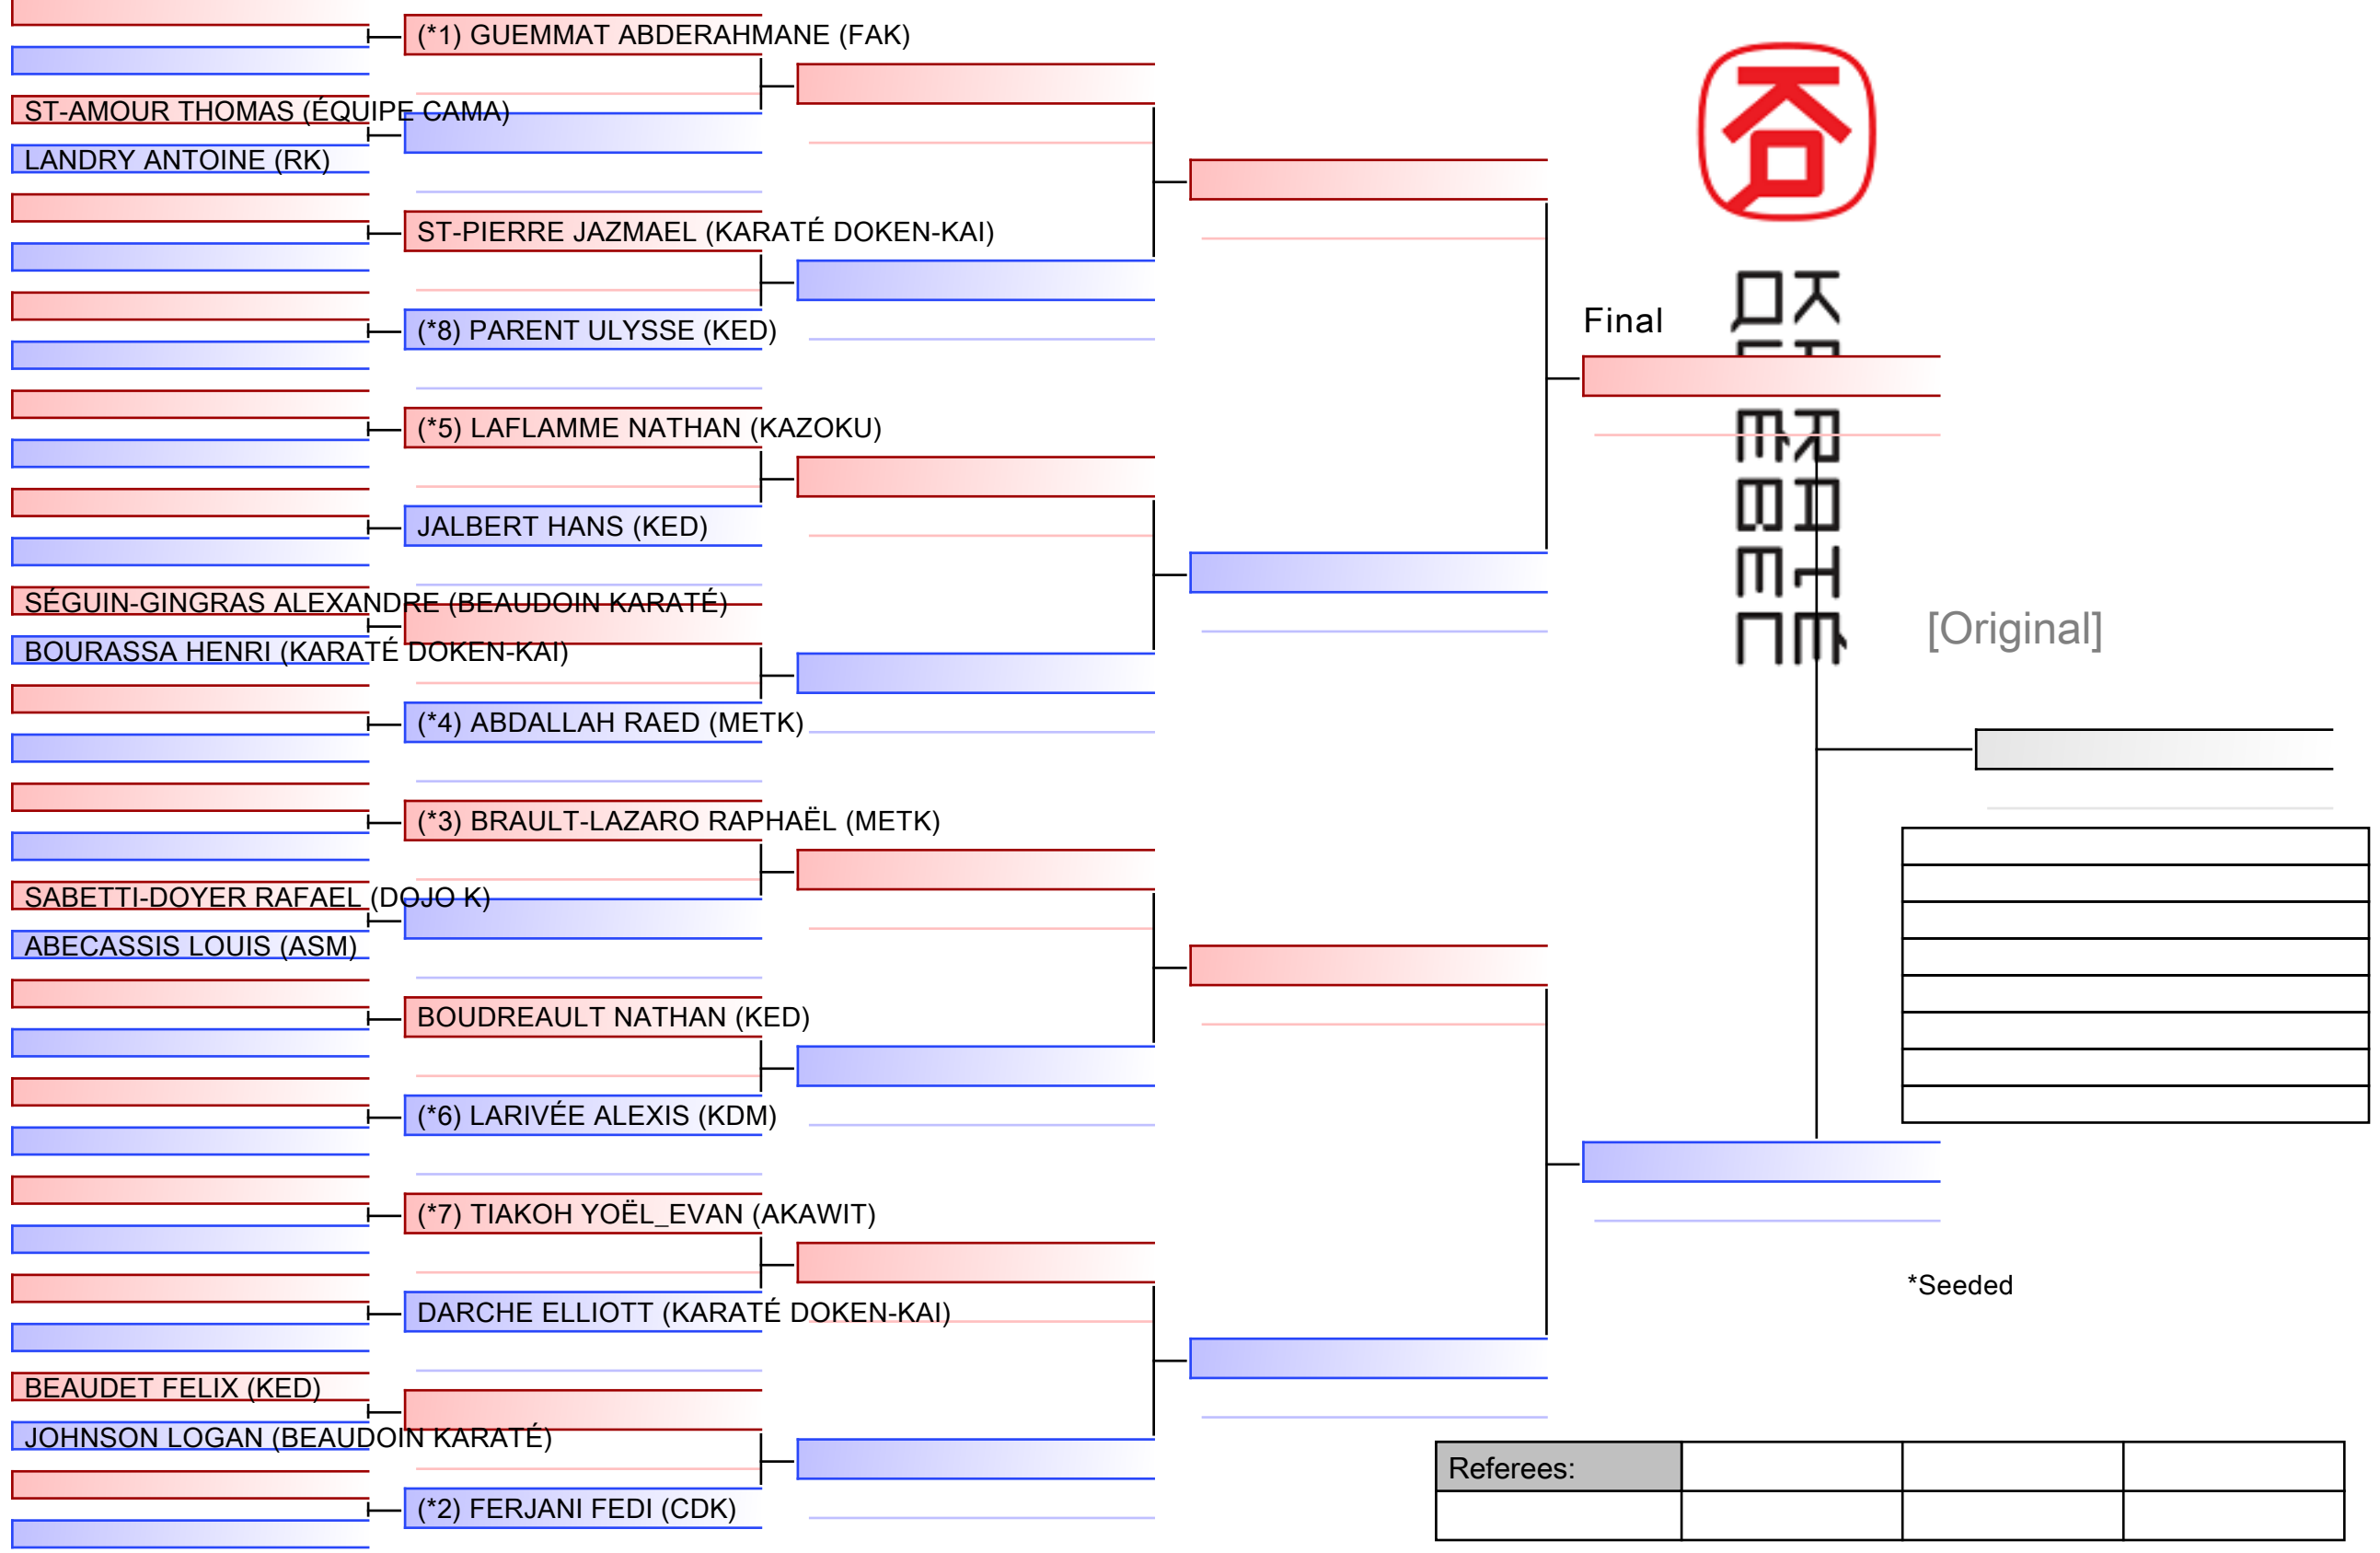 (*1) GUEMMAT ABDERAHMANE (FAK)
ST-AMOUR THOMAS (ÉQUIPE CAMA)
LANDRY ANTOINE (RK)
ST-PIERRE JAZMAEL (KARATÉ DOKEN-KAI)
(*8) PARENT ULYSSE (KED)
(*5) LAFLAMME NATHAN (KAZOKU)
JALBERT HANS (KED)
SÉGUIN-GINGRAS ALEXANDRE (BEAUDOIN KARATÉ)
BOURASSA HENRI (KARATÉ DOKEN-KAI)
(*4) ABDALLAH RAED (METK)
(*3) BRAULT-LAZARO RAPHAËL (METK)
SABETTI-DOYER RAFAEL (DOJO K)
ABECASSIS LOUIS (ASM)
BOUDREAULT NATHAN (KED)
(*6) LARIVÉE ALEXIS (KDM)
(*7) TIAKOH YOËL_EVAN (AKAWIT)
DARCHE ELLIOTT (KARATÉ DOKEN-KAI)
BEAUDET FELIX (KED)
JOHNSON LOGAN (BEAUDOIN KARATÉ)
(*2) FERJANI FEDI (CDK)
Final
KARATÉ
QUÉBEC
[Original]
*Seeded
Referees: